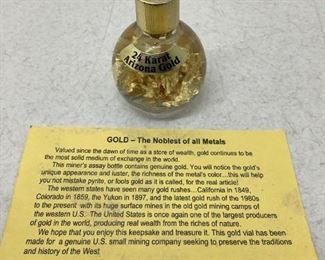 24 Karat
Arizona Gold
GOLD – The Noblest of all Metals
Valued since the dawn of time as a store of wealth, gold continues to be
the most solid medium of exchange in the world.
This miner's assay bottle contains genuine gold. You will notice the gold's
unique appearance and luster, the richness of the metal's color...this will help
you not mistake pyrite, or fools gold as it is called, for the real article!
The western states have seen many gold rushes...California in 1849,
Colorado in 1859, the Yukon in 1897, and the latest gold rush of the 1980s
to the present with its huge surface mines in the old gold mining camps of
the western U.S. The United States is once again one of the largest producers
of gold in the world, producing real wealth from the riches of nature.
We hope that you enjoy this keepsake and treasure it. This gold vial has been
made for a genuine U.S. small mining company seeking to preserve the traditions
and history of the West